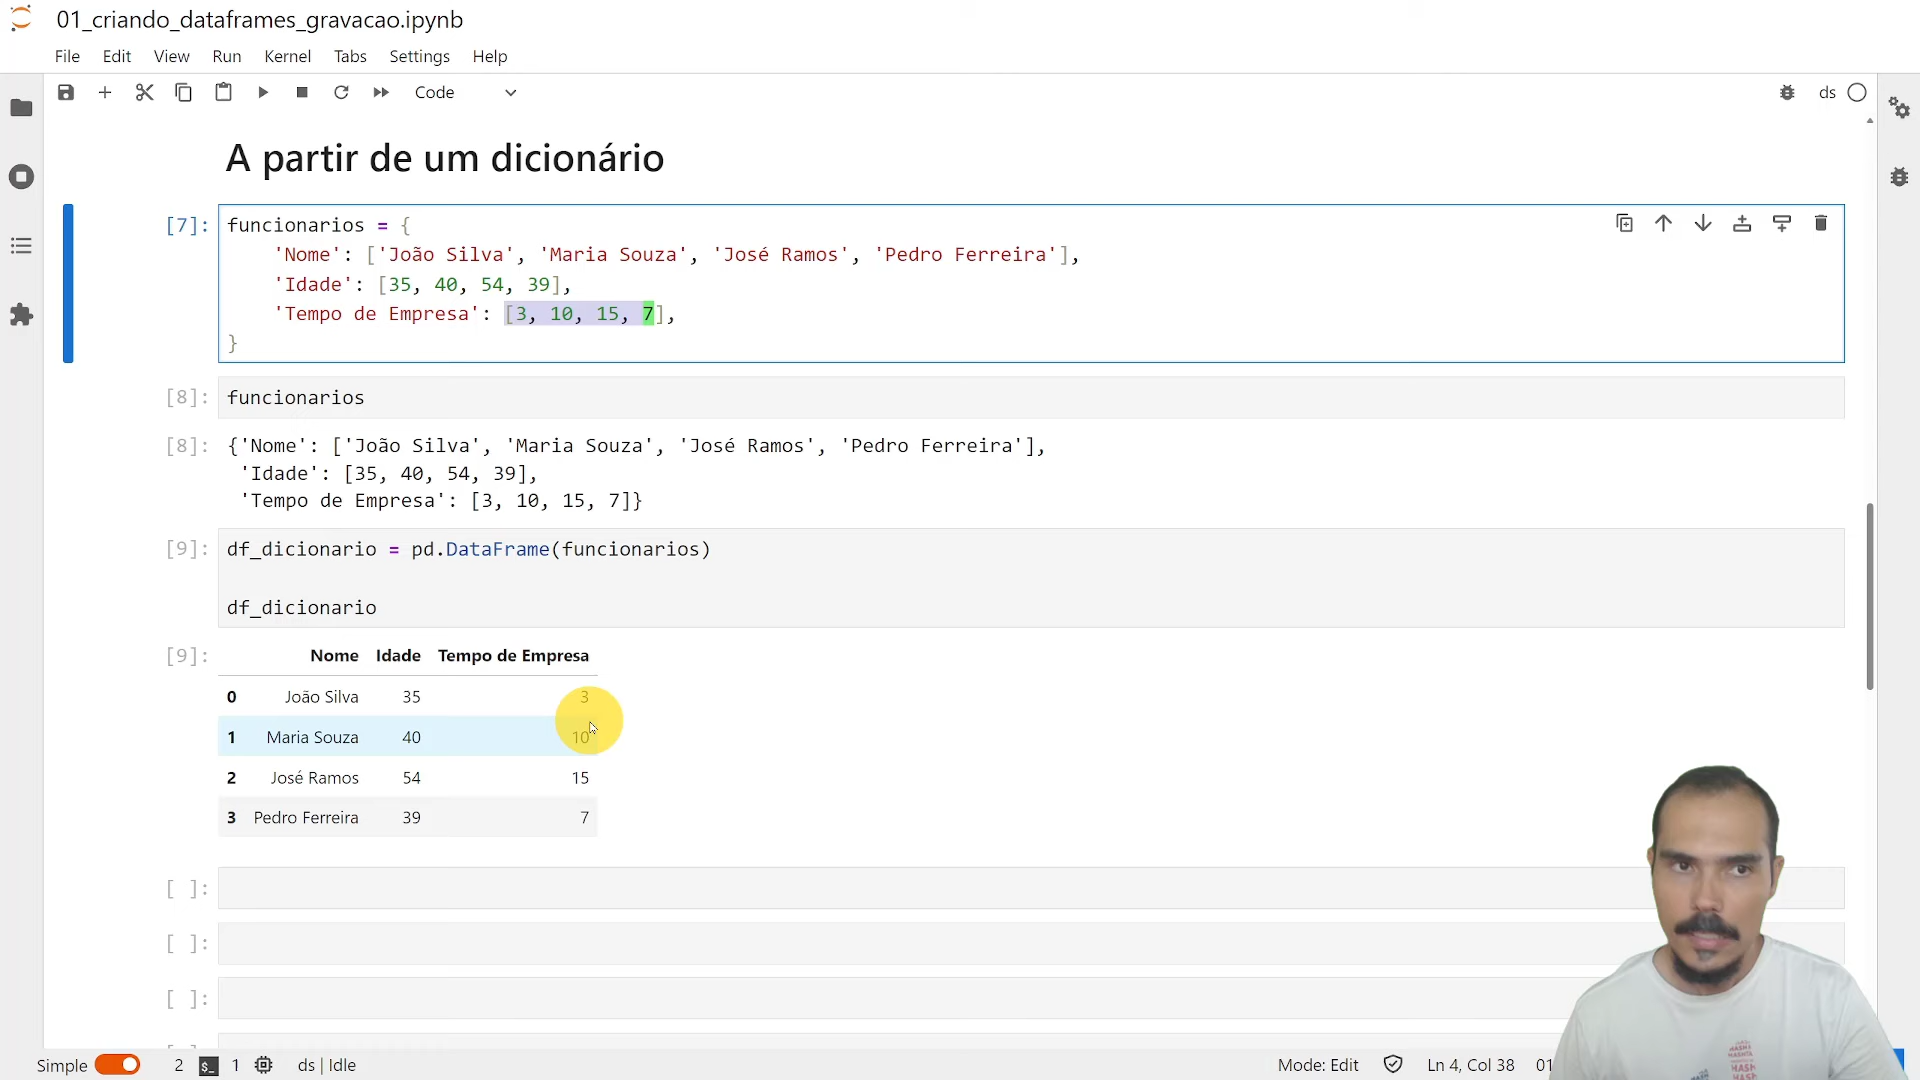 01_criando_dataframes_gravacao.ipynb
File Edit View Run Kernel Tabs Settings Help
Code
ds
A partir de um dicionário
[7]: funcionarios = {
'Nome': ['João Silva', 'Maria Souza', 'José Ramos', 'Pedro Ferreira'],
'Idade': [35, 40, 54, 39],
'Tempo de Empresa': [3, 10, 15, 7],
}
[8]: funcionarios
[8]: {'Nome': ['João Silva', 'Maria Souza', 'José Ramos', 'Pedro Ferreira'],
'Idade': [35, 40, 54, 39],
'Tempo de Empresa': [3, 10, 15, 7]}
[9]: df_dicionario = pd.DataFrame(funcionarios)
df_dicionario
[9]: Nome Idade Tempo de Empresa
0 João Silva 35 3
1 Maria Souza 40 10
2 José Ramos 54 15
3 Pedro Ferreira 39 7
[ ]:
[ ]:
[ ]:
Simple 2 $_ 1 ds | Idle Mode: Edit Ln 4, Col 38 01